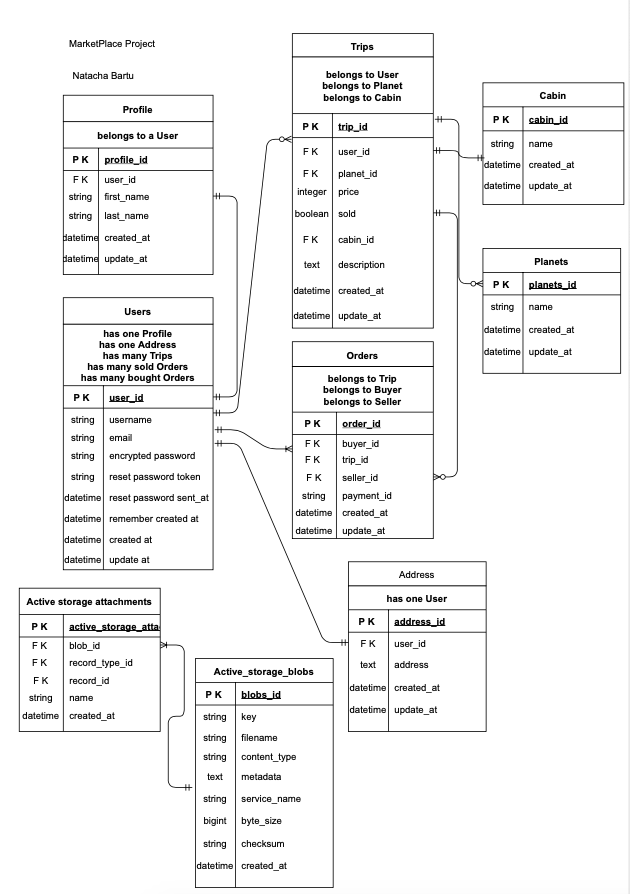 MarketPlace Project
Natacha Bartu
Profile
belongs to a User
P K profile_id
F K user_id
string first_name
string last_name
datetime created_at
datetime update_at
Users
has one Profile
has one Address
has many Trips
has many sold Orders
has many bought Orders
P K user_id
string username
string email
string encrypted password
string reset password token
datetime reset password sent_at
datetime remember created at
datetime created at
datetime update at
Trips
belongs to User
belongs to Planet
belongs to Cabin
P K trip_id
F K user_id
F K planet_id
integer price
boolean sold
F K cabin_id
text description
datetime created_at
datetime update_at
Cabin
P K cabin_id
string name
datetime created_at
datetime update_at
Planets
P K planets_id
string name
datetime created_at
datetime update_at
Orders
belongs to Trip
belongs to Buyer
belongs to Seller
P K order_id
F K buyer_id
F K trip_id
F K seller_id
string payment_id
datetime created_at
datetime update_at
Address
has one User
P K address_id
F K user_id
text address
datetime created_at
datetime update_at
Active storage attachments
P K active_storage_atta
F K blob_id
F K record_type_id
F K record_id
string name
datetime created_at
Active_storage_blobs
P K blobs_id
string key
string filename
string content_type
text metadata
string service_name
bigint byte_size
string checksum
datetime created_at